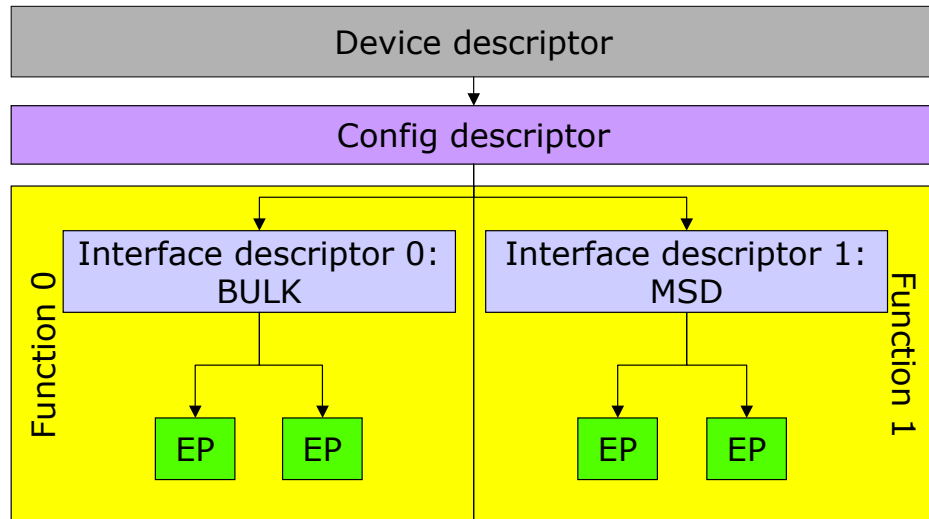 Device descriptor
Config descriptor
Function 0
Interface descriptor 0:
BULK
EP
EP
Interface descriptor 1:
MSD
EP
EP
Function 1